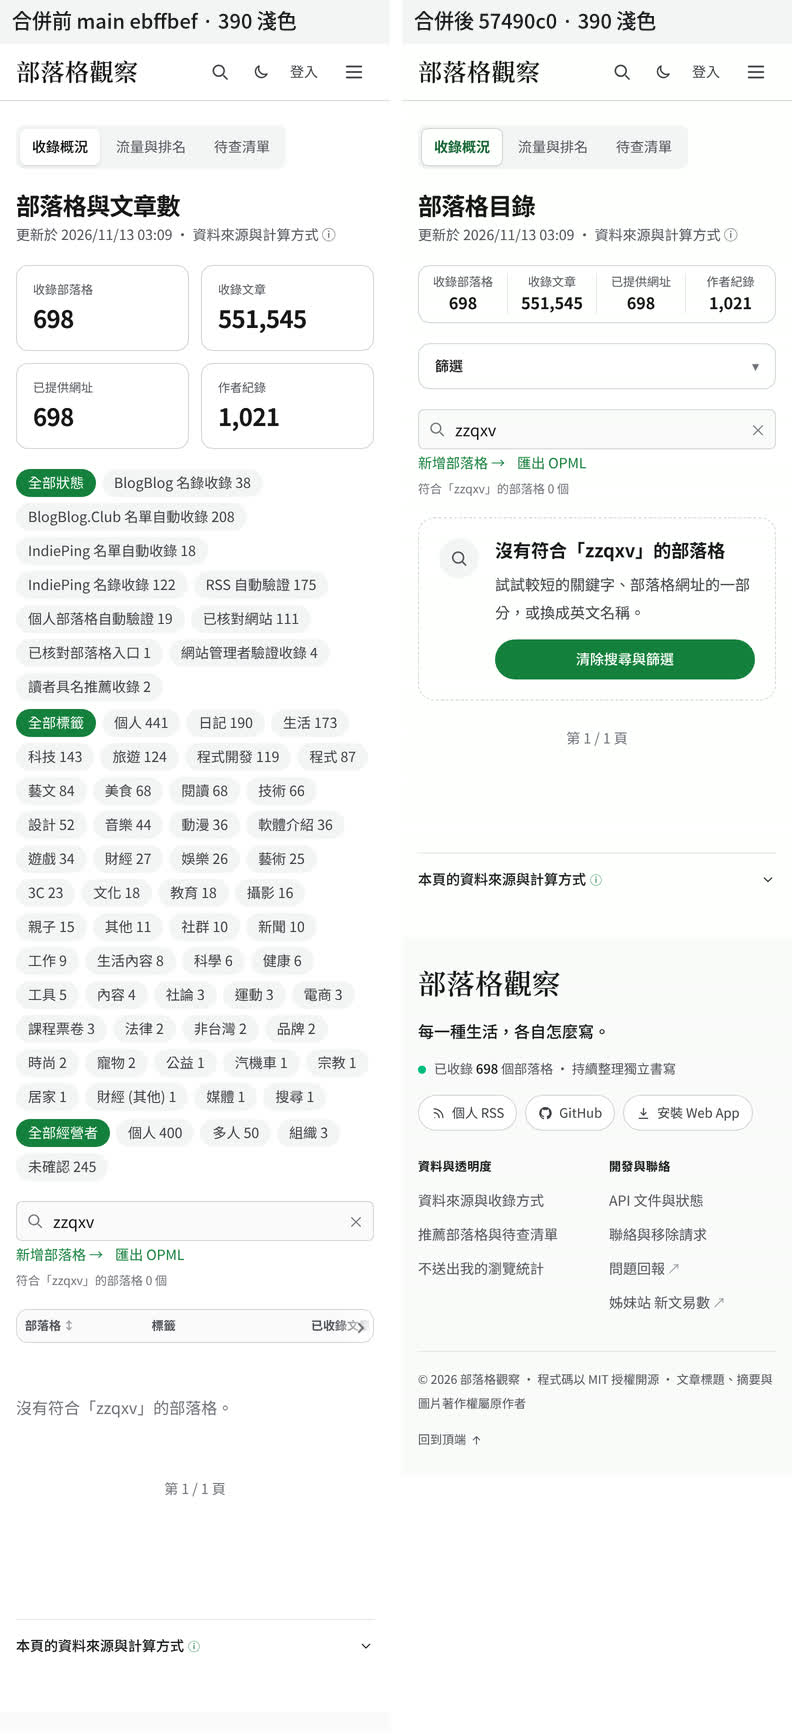 合併前 main ebffbef · 390 淺色
部落格觀察
登入
收錄概況 流量與排名 待查清單
部落格與文章數
更新於 2026/11/13 03:09 · 資料來源與計算方式 ⓘ
收錄部落格
698
收錄文章
551,545
已提供網址
698
作者紀錄
1,021
全部狀態 BlogBlog 名錄收錄 38
BlogBlog.Club 名單自動收錄 208
IndiePing 名單自動收錄 18
IndiePing 名錄收錄 122 RSS 自動驗證 175
個人部落格自動驗證 19 已核對網站 111
已核對部落格入口 1 網站管理者驗證收錄 4
讀者具名推薦收錄 2
全部標籤 個人 441 日記 190 生活 173
科技 143 旅遊 124 程式開發 119 程式 87
藝文 84 美食 68 閱讀 68 技術 66
設計 52 音樂 44 動漫 36 軟體介紹 36
遊戲 34 財經 27 娛樂 26 藝術 25
3C 23 文化 18 教育 18 攝影 16
親子 15 其他 11 社群 10 新聞 10
工作 9 生活內容 8 科學 6 健康 6
工具 5 內容 4 社論 3 運動 3 電商 3
課程票卷 3 法律 2 非台灣 2 品牌 2
時尚 2 寵物 2 公益 1 汽機車 1 宗教 1
居家 1 財經 (其他) 1 媒體 1 搜尋 1
全部經營者 個人 400 多人 50 組織 3
未確認 245
zzqxv
新增部落格 → 匯出 OPML
符合「zzqxv」的部落格 0 個
部落格 ↕ 標籤 已收錄文
沒有符合「zzqxv」的部落格。
第 1 / 1 頁
本頁的資料來源與計算方式 ⓘ
合併後 57490c0 · 390 淺色
部落格觀察
登入
收錄概況 流量與排名 待查清單
部落格目錄
更新於 2026/11/13 03:09 · 資料來源與計算方式 ⓘ
收錄部落格 收錄文章 已提供網址 作者紀錄
698 551,545 698 1,021
篩選 ▼
zzqxv
新增部落格 → 匯出 OPML
符合「zzqxv」的部落格 0 個
沒有符合「zzqxv」的部落格
試試較短的關鍵字、部落格網址的一部
分，或換成英文名稱。
清除搜尋與篩選
第 1 / 1 頁
本頁的資料來源與計算方式 ⓘ
部落格觀察
每一種生活，各自怎麼寫。
已收錄 698 個部落格 · 持續整理獨立書寫
個人 RSS GitHub 安裝 Web App
資料與透明度
資料來源與收錄方式
推薦部落格與待查清單
不送出我的瀏覽統計
開發與聯絡
API 文件與狀態
聯絡與移除請求
問題回報 ↗
姊妹站 新文易數 ↗
© 2026 部落格觀察 · 程式碼以 MIT 授權開源 · 文章標題、摘要與
圖片著作權屬原作者
回到頂端 ↑